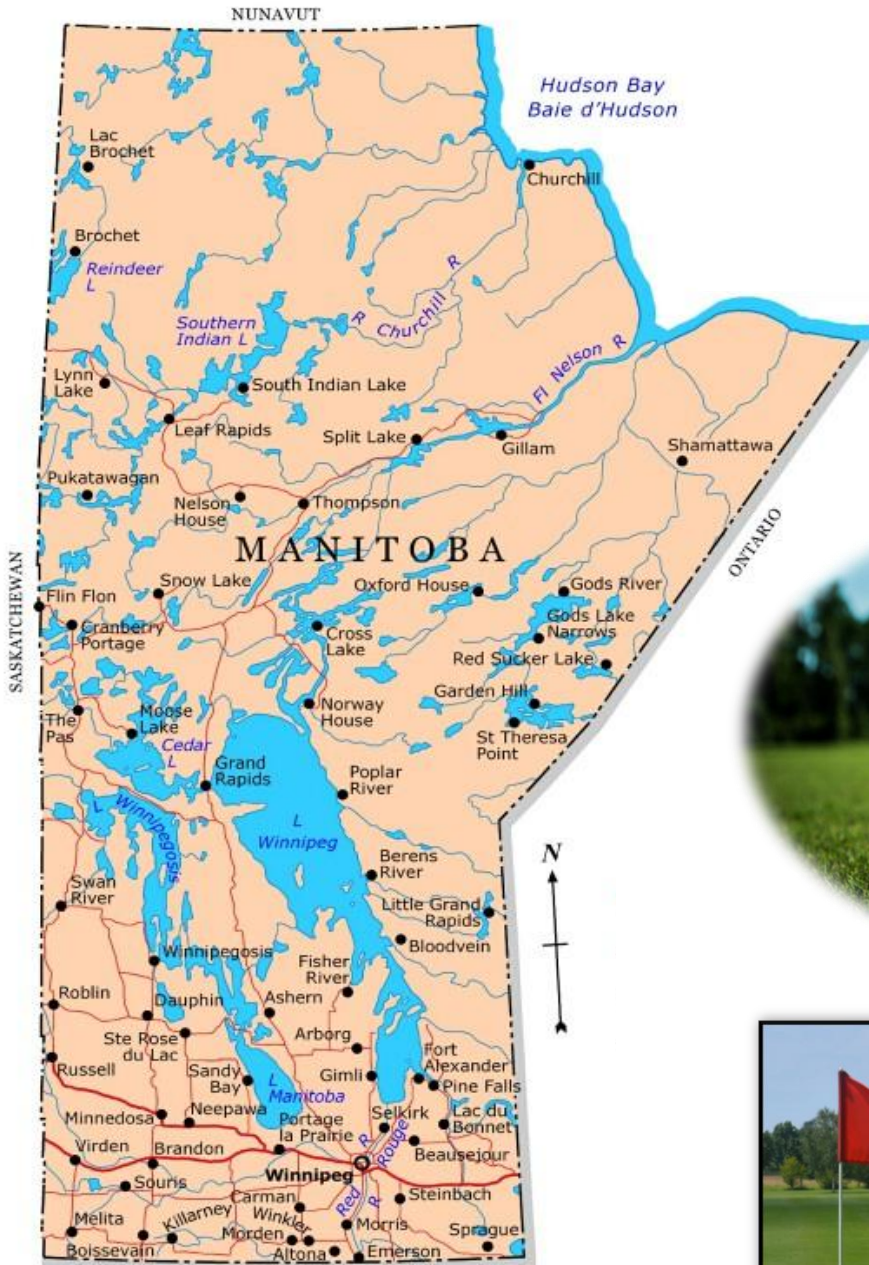 NUNAVUT
Hudson Bay
Baie d'Hudson
Lac
Brochet
Churchill
Brochet
Reindeer
L
R Churchill R
Southern
Indian L
Fl Nelson R
Lynn
Lake
South Indian Lake
Leaf Rapids
Split Lake
Gillam
Shamattawa
Pukatawagan
Nelson
House
Thompson
MANITOBA
ONTARIO
SASKATCHEWAN
Flin Flon
Snow Lake
Oxford House
Gods River
Cranberry
Portage
Cross
Lake
Gods Lake
Narrows
Red Sucker Lake
Garden Hill
The
Pas
Moose
Lake
Norway
House
St Theresa
Point
Cedar
L
Grand
Rapids
Poplar
River
L Winnipegosis
L
Winnipeg
N
Berens
River
Swan
River
Little Grand
Rapids
Winnipegosis
Bloodvein
Fisher
River
Roblin
Dauphin
Ashern
Ste Rose
du Lac
Arborg
Fort
Alexander
Russell
Sandy
Bay
L
Manitoba
Gimli
Pine Falls
Minnedosa
Neepawa
Portage
la Prairie
Selkirk
Lac du
Bonnet
Virden
Brandon
Winnipeg
R Rouge
Beausejour
Souris
Carman
Red R
Steinbach
Melita
Killarney
Winkler
Morris
Sprague
Boissevain
Morden
Altona
Emerson